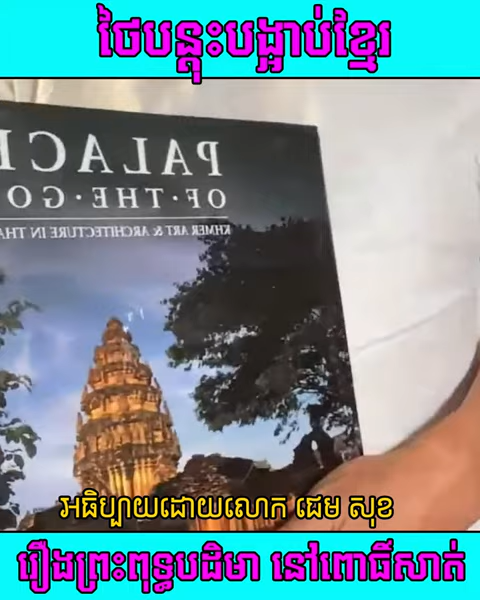 ថៃបន្តុះបង្អាប់ខ្មែរ
PALACE
OF·THE·GO
KHMER ART & ARCHITECTURE IN THA
អធិប្បាយដោយលោក ជេម សុខ
រឿងព្រះពុទ្ធបដិមា នៅពោធិ៍សាត់